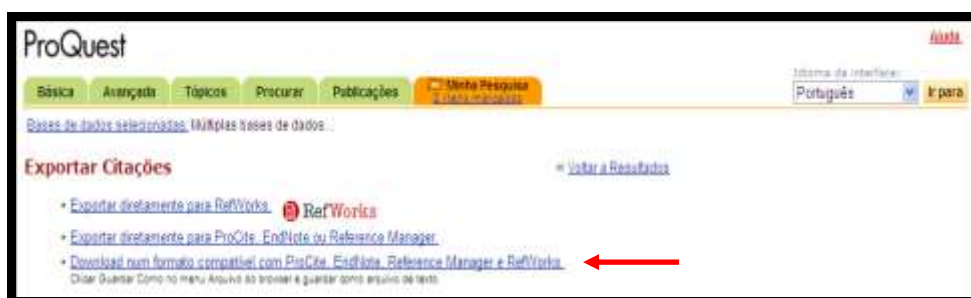 ProQuest
Ajuda
Idioma da interface:
Básica Avançada Tópicos Procurar Publicações Minha Pesquisa
2 itens marcados
Português Ir para
Bases de dados selecionadas: Múltiplas bases de dados...
Exportar Citações
« Voltar a Resultados
• Exportar diretamente para RefWorks. RefWorks
• Exportar diretamente para ProCite, EndNote ou Reference Manager.
• Download num formato compatível com ProCite, EndNote, Reference Manager e RefWorks.
Clicar Guardar Como no menu Arquivo do browser e guardar como arquivo de texto.